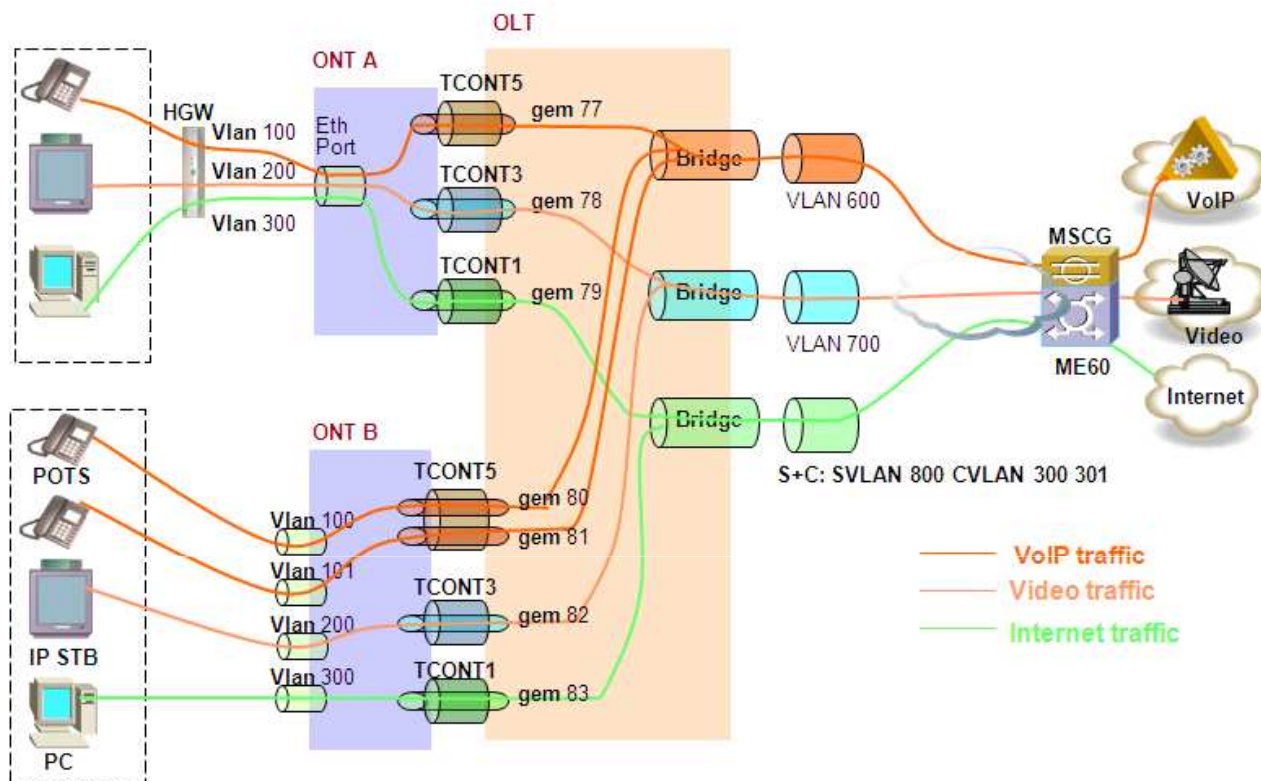 OLT
ONT A
TCONT5
gem 77
HGW
Vlan 100
Eth
Port
Bridge
VLAN 600
VoIP
Vlan 200
TCONT3
gem 78
Vlan 300
MSCG
TCONT1
gem 79
Bridge
VLAN 700
Video
ME60
Internet
Bridge
S+C: SVLAN 800 CVLAN 300 301
ONT B
POTS
TCONT5
gem 80
Vlan 100
gem 81
Vlan 101
TCONT3
gem 82
Vlan 200
IP STB
TCONT1
Vlan 300
gem 83
PC
VoIP traffic
Video traffic
Internet traffic